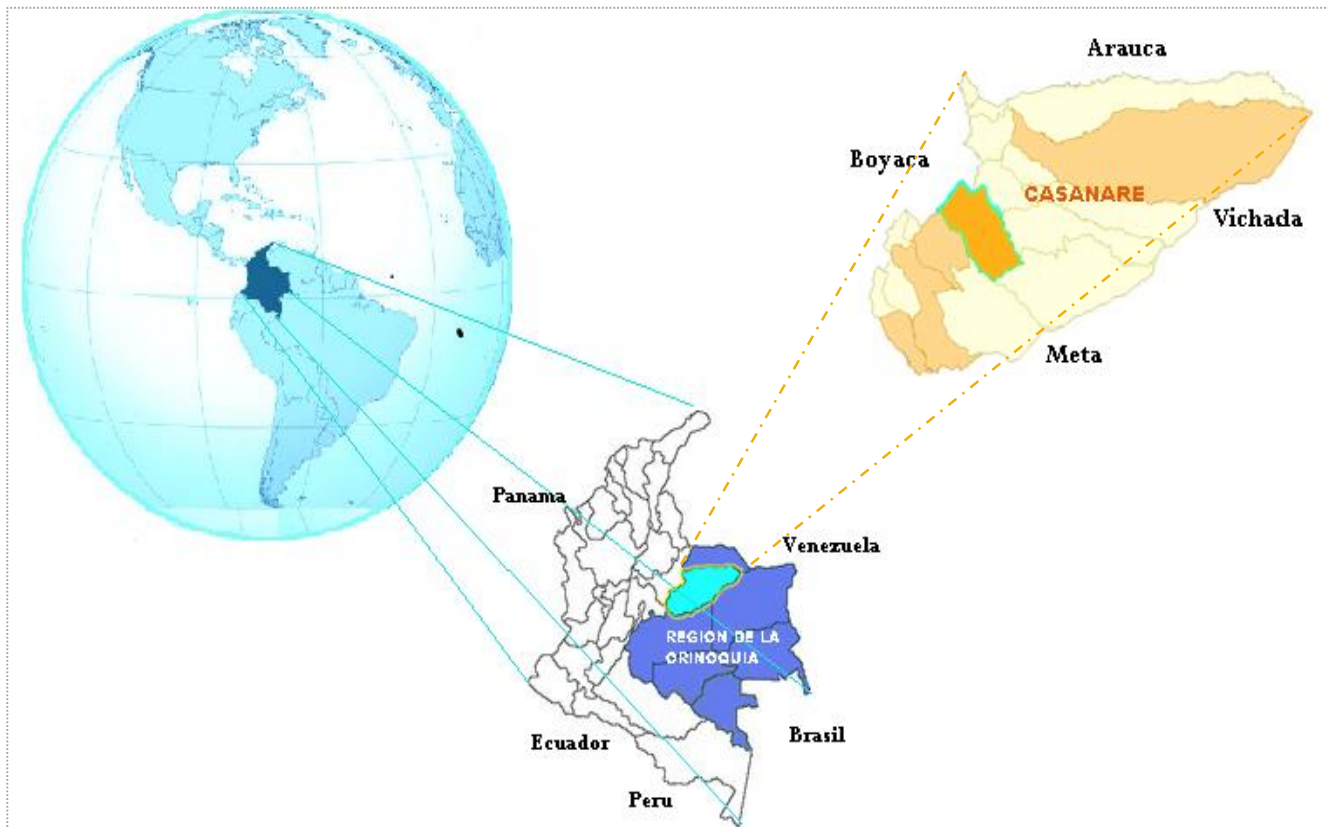 Arauca
Boyaca
CASANARE
Vichada
Meta
Panama
Venezuela
REGION DE LA
ORINOQUIA
Brasil
Ecuador
Peru